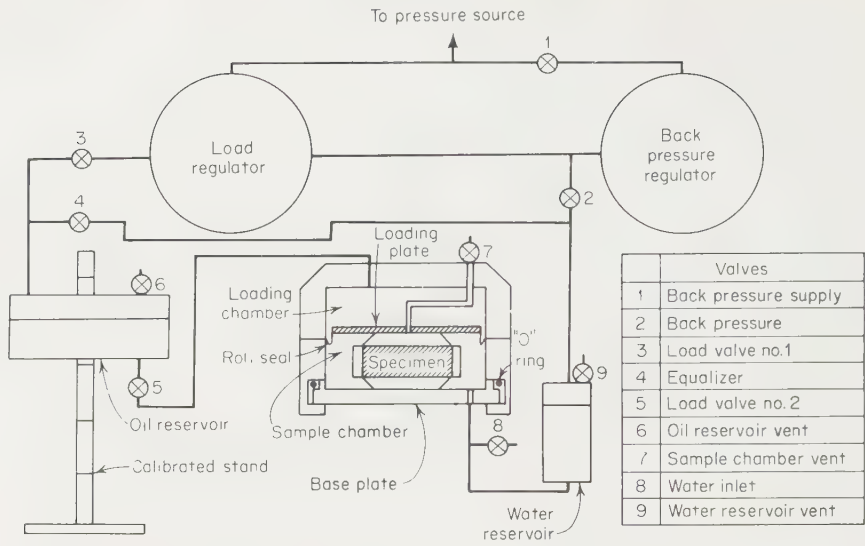 To pressure source
1
Load
regulator
Back
pressure
regulator
3
2
4
Loading
plate
7
6
Loading
chamber
"O"
ring
Rol. seal
Specimen
9
5
Oil reservoir
Sample chamber
8
Calibrated stand
Base plate
Water
reservoir
Valves
1 Back pressure supply
2 Back pressure
3 Load valve no.1
4 Equalizer
5 Load valve no.2
6 Oil reservoir vent
7 Sample chamber vent
8 Water inlet
9 Water reservoir vent